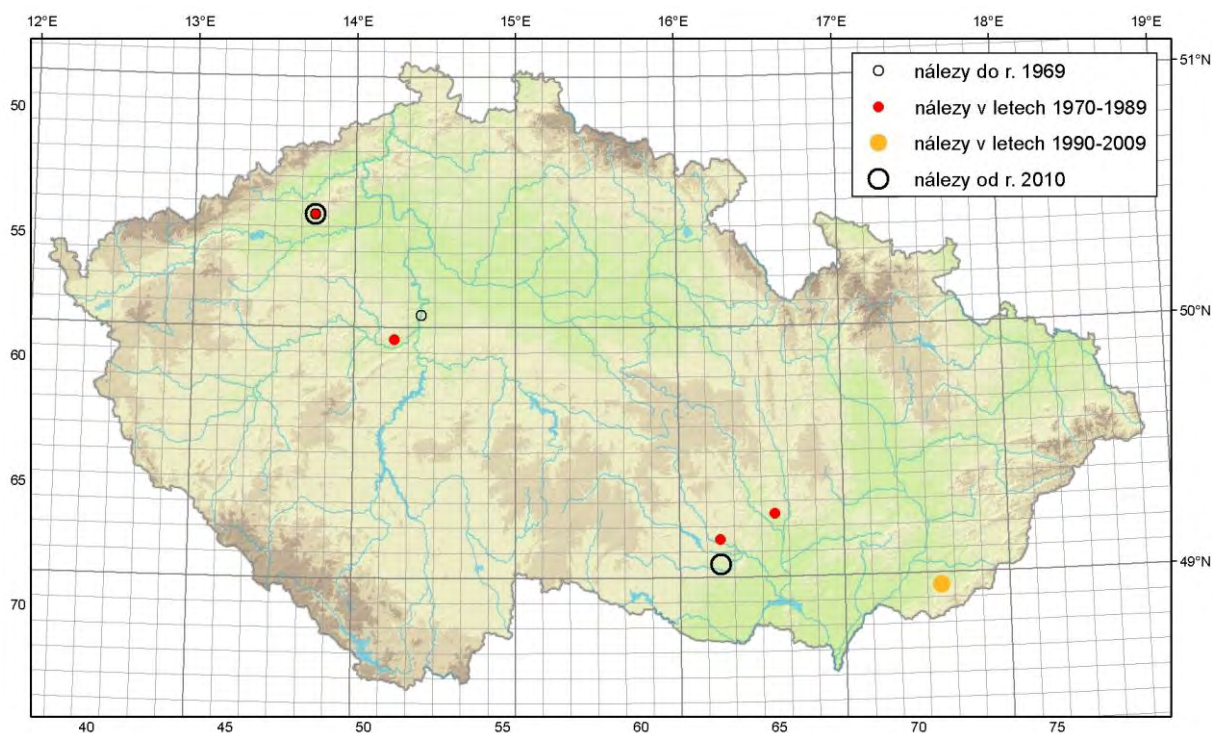 12°E 13°E 14°E 15°E 16°E 17°E 18°E 19°E
nálezy do r. 1969
nálezy v letech 1970-1989
nálezy v letech 1990-2009
nálezy od r. 2010
51°N
50
55
50°N
60
65
49°N
70
40 45 50 55 60 65 70 75